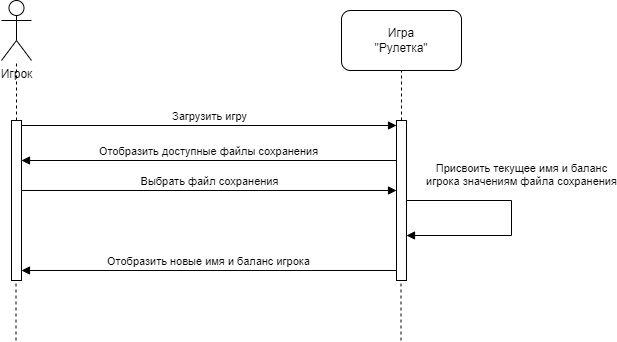 Игрок
Игра
"Рулетка"
Загрузить игру
Отобразить доступные файлы сохранения
Выбрать файл сохранения
Присвоить текущее имя и баланс
игрока значениям файла сохранения
Отобразить новые имя и баланс игрока